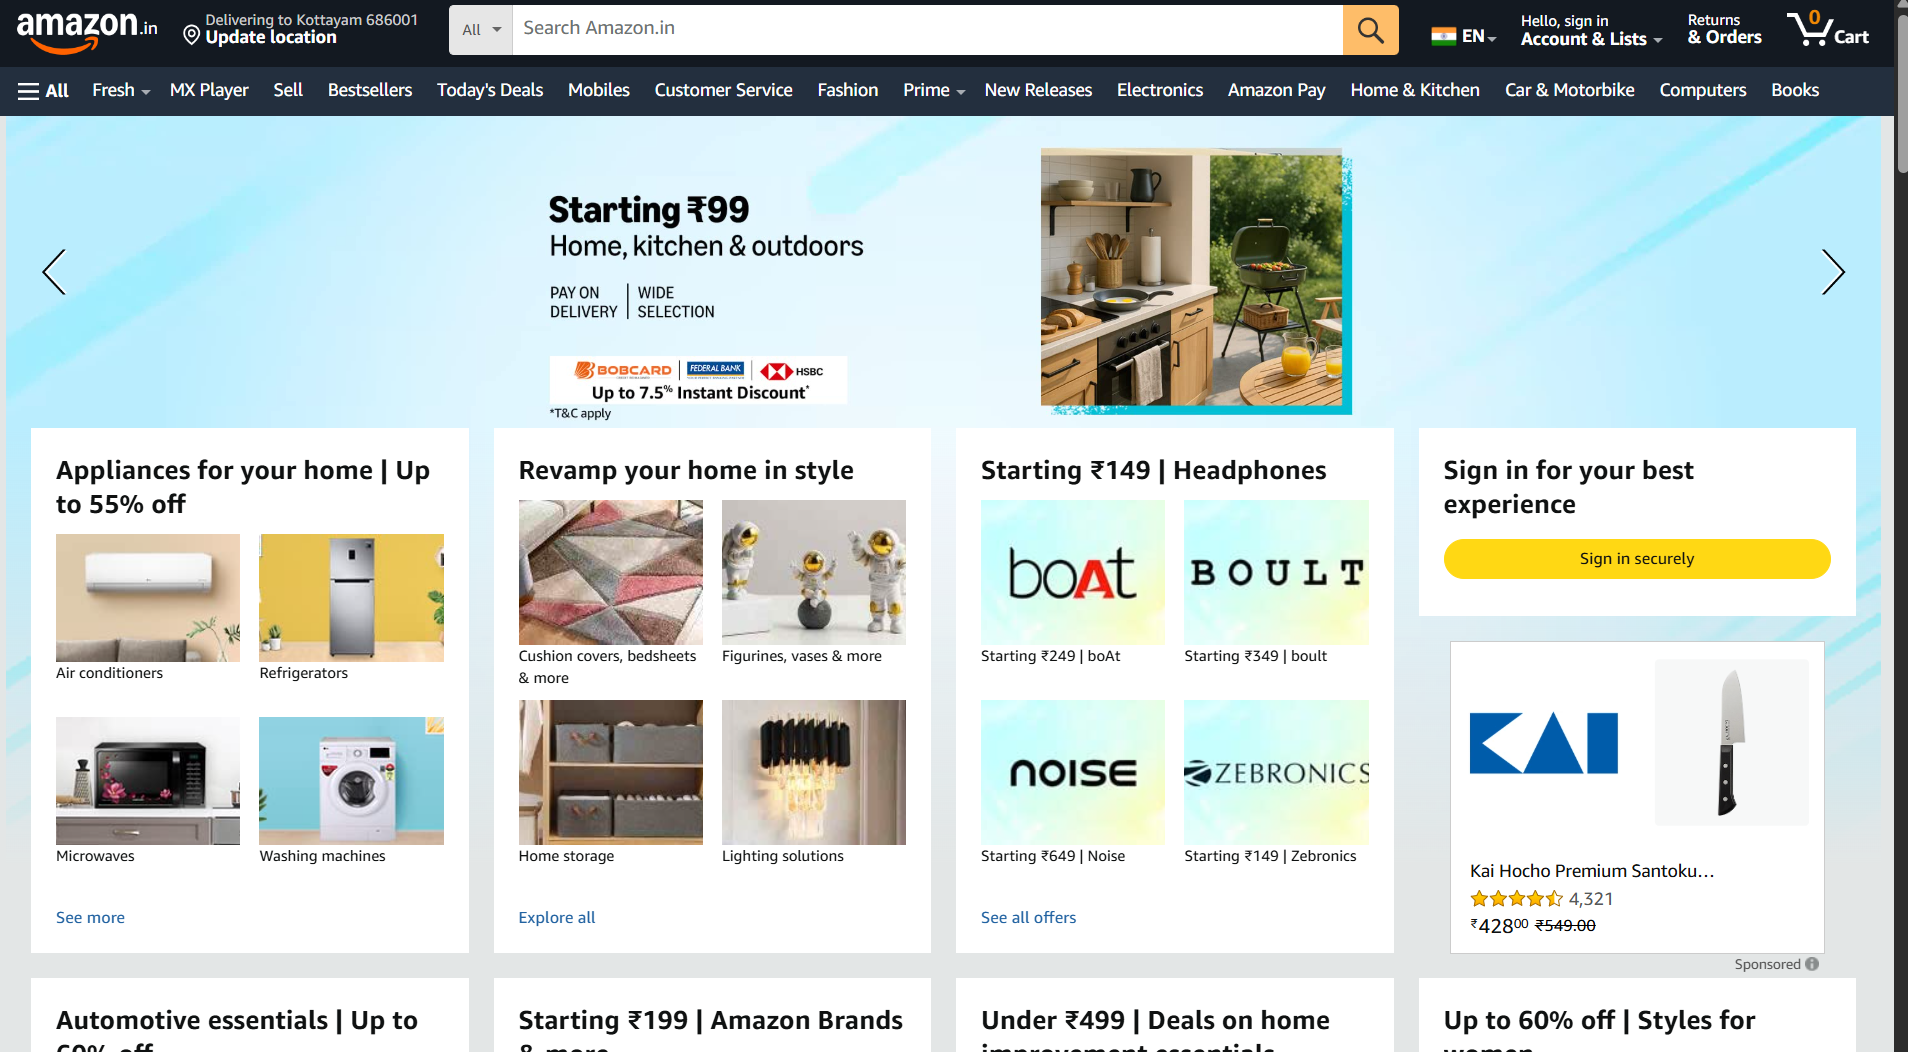 amazon.in
Delivering to Kottayam 686001
Update location
All
Search Amazon.in
EN
Hello, sign in
Account & Lists
Returns
& Orders
0
Cart
All
Fresh
MX Player
Sell
Bestsellers
Today's Deals
Mobiles
Customer Service
Fashion
Prime
New Releases
Electronics
Amazon Pay
Home & Kitchen
Car & Motorbike
Computers
Books
Starting ₹99
Home, kitchen & outdoors
PAY ON
DELIVERY
WIDE
SELECTION
BOBCARD
FEDERAL BANK
HSBC
Up to 7.5% Instant Discount*
*T&C apply
Appliances for your home | Up
to 55% off
Air conditioners
Refrigerators
Microwaves
Washing machines
See more
Revamp your home in style
Cushion covers, bedsheets
& more
Figurines, vases & more
Home storage
Lighting solutions
Explore all
Starting ₹149 | Headphones
boAt
BOULT
Starting ₹249 | boAt
Starting ₹349 | boult
NOISE
ZEBRONICS
Starting ₹649 | Noise
Starting ₹149 | Zebronics
See all offers
Sign in for your best
experience
Sign in securely
KAI
Kai Hocho Premium Santoku…
4,321
₹42800 ₹549.00
Sponsored
Automotive essentials | Up to
60% off
Starting ₹199 | Amazon Brands
& more
Under ₹499 | Deals on home
improvement essentials
Up to 60% off | Styles for
women